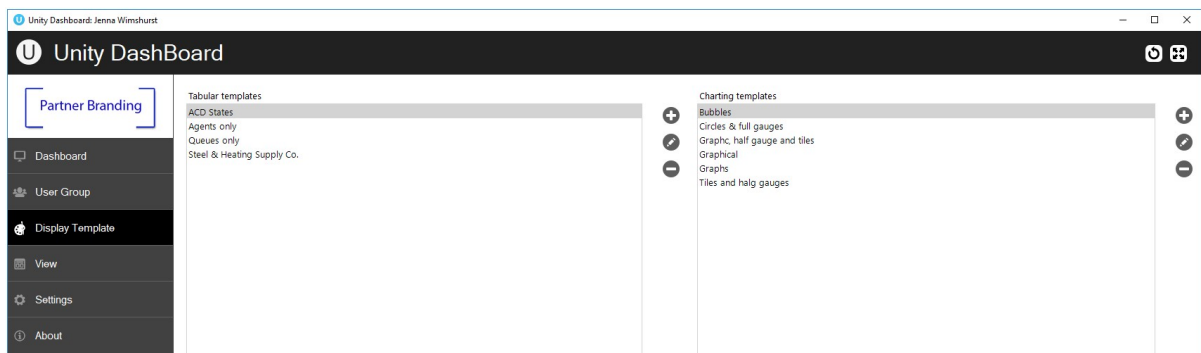 Unity Dashboard: Jenna Wimshurst
Unity DashBoard
Partner Branding
Dashboard
User Group
Display Template
View
Settings
About
Tabular templates
ACD States
Agents only
Queues only
Steel & Heating Supply Co.
Charting templates
Bubbles
Circles & full gauges
Graphc, half gauge and tiles
Graphical
Graphs
Tiles and halg gauges